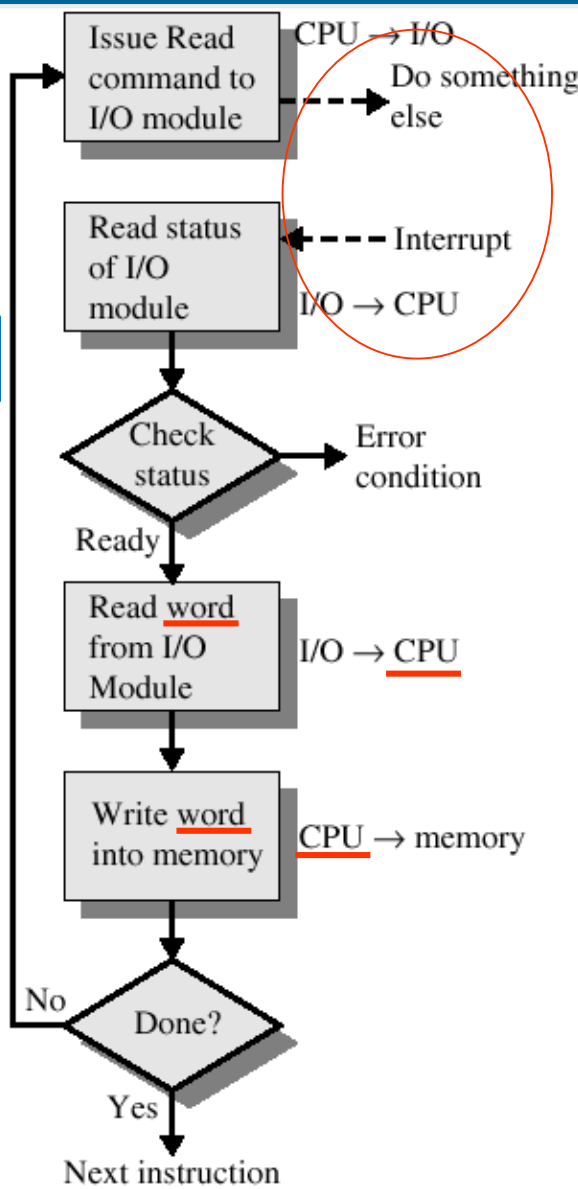 Issue Read
command to
I/O module
CPU → I/O
Do something
else
Read status
of I/O
module
Interrupt
I/O → CPU
Check
status
Error
condition
Ready
Read word
from I/O
Module
I/O → CPU
Write word
into memory
CPU → memory
No
Done?
Yes
Next instruction